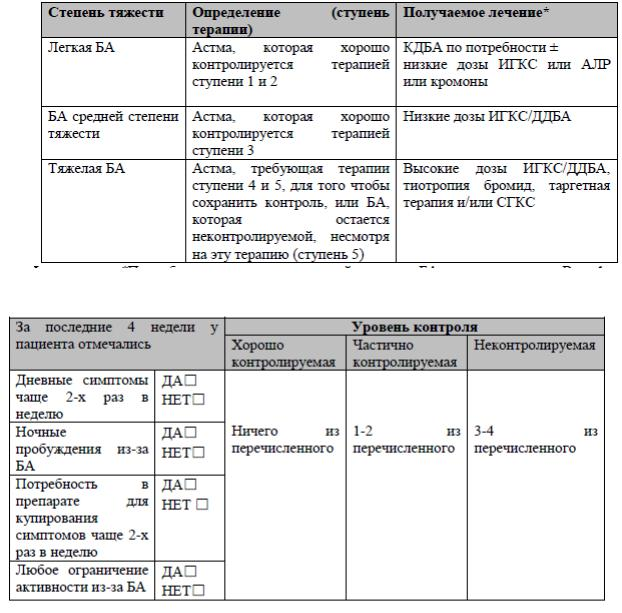 Степень тяжести
Определение (ступень терапии)
Получаемое лечение*
Легкая БА
Астма, которая хорошо
контролируется терапией
ступени 1 и 2
КДБА по потребности ±
низкие дозы ИГКС или АЛР
или кромоны
БА средней степени
тяжести
Астма, которая хорошо
контролируется терапией
ступени 3
Низкие дозы ИГКС/ДДБА
Тяжелая БА
Астма, требующая терапии
ступени 4 и 5, для того чтобы
сохранить контроль, или БА,
которая остается
неконтролируемой, несмотря
на эту терапию (ступень 5)
Высокие дозы ИГКС/ДДБА,
тиотропия бромид, таргетная
терапия и/или СГКС
За последние 4 недели у
пациента отмечались
Уровень контроля
Хорошо
контролируемая
Частично
контролируемая
Неконтролируемая
Дневные симптомы
чаще 2-х раз в
неделю
ДА☐
НЕТ☐
Ночные
пробуждения из-за
БА
ДА☐
НЕТ☐
Потребность в
препарате для
купирования
симптомов чаще 2-х
раз в неделю
ДА☐
НЕТ ☐
Любое ограничение
активности из-за БА
ДА☐
НЕТ☐
Ничего из
перечисленного
1-2 из
перечисленного
3-4 из
перечисленного